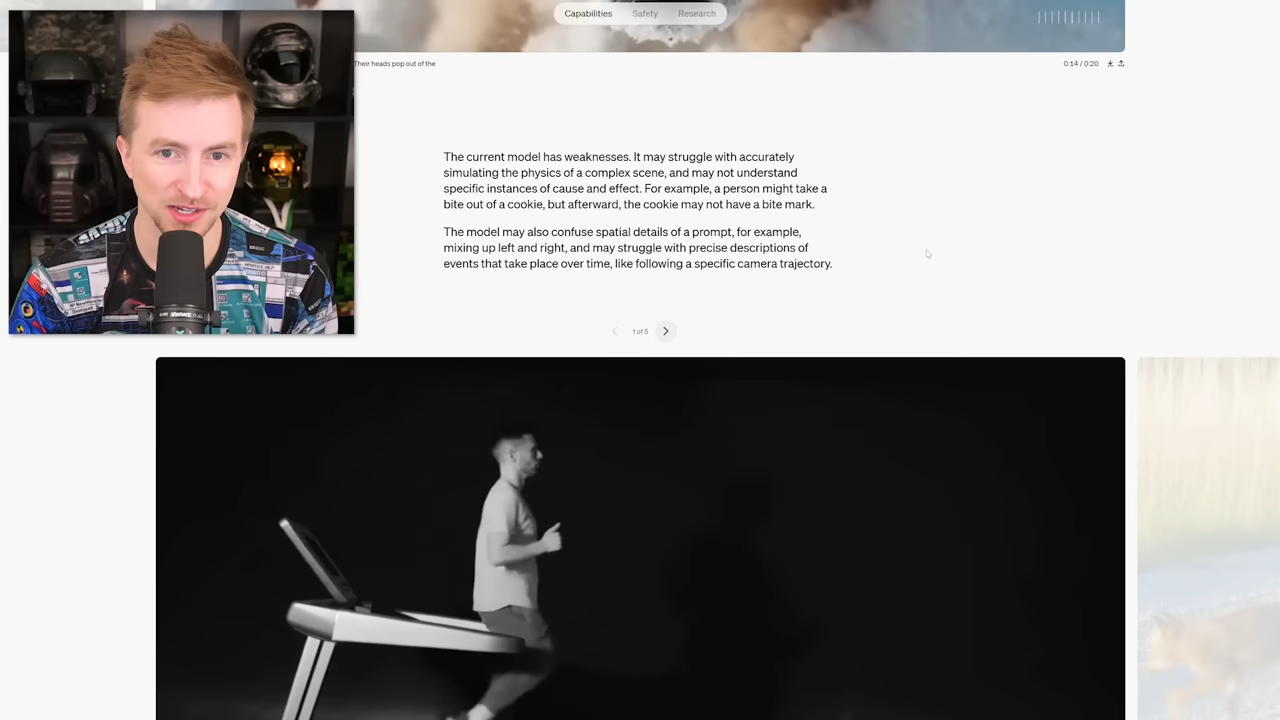 Capabilities Safety Research
Their heads pop out of the
0:14 / 0:20
The current model has weaknesses. It may struggle with accurately
simulating the physics of a complex scene, and may not understand
specific instances of cause and effect. For example, a person might take a
bite out of a cookie, but afterward, the cookie may not have a bite mark.
The model may also confuse spatial details of a prompt, for example,
mixing up left and right, and may struggle with precise descriptions of
events that take place over time, like following a specific camera trajectory.
1 of 5